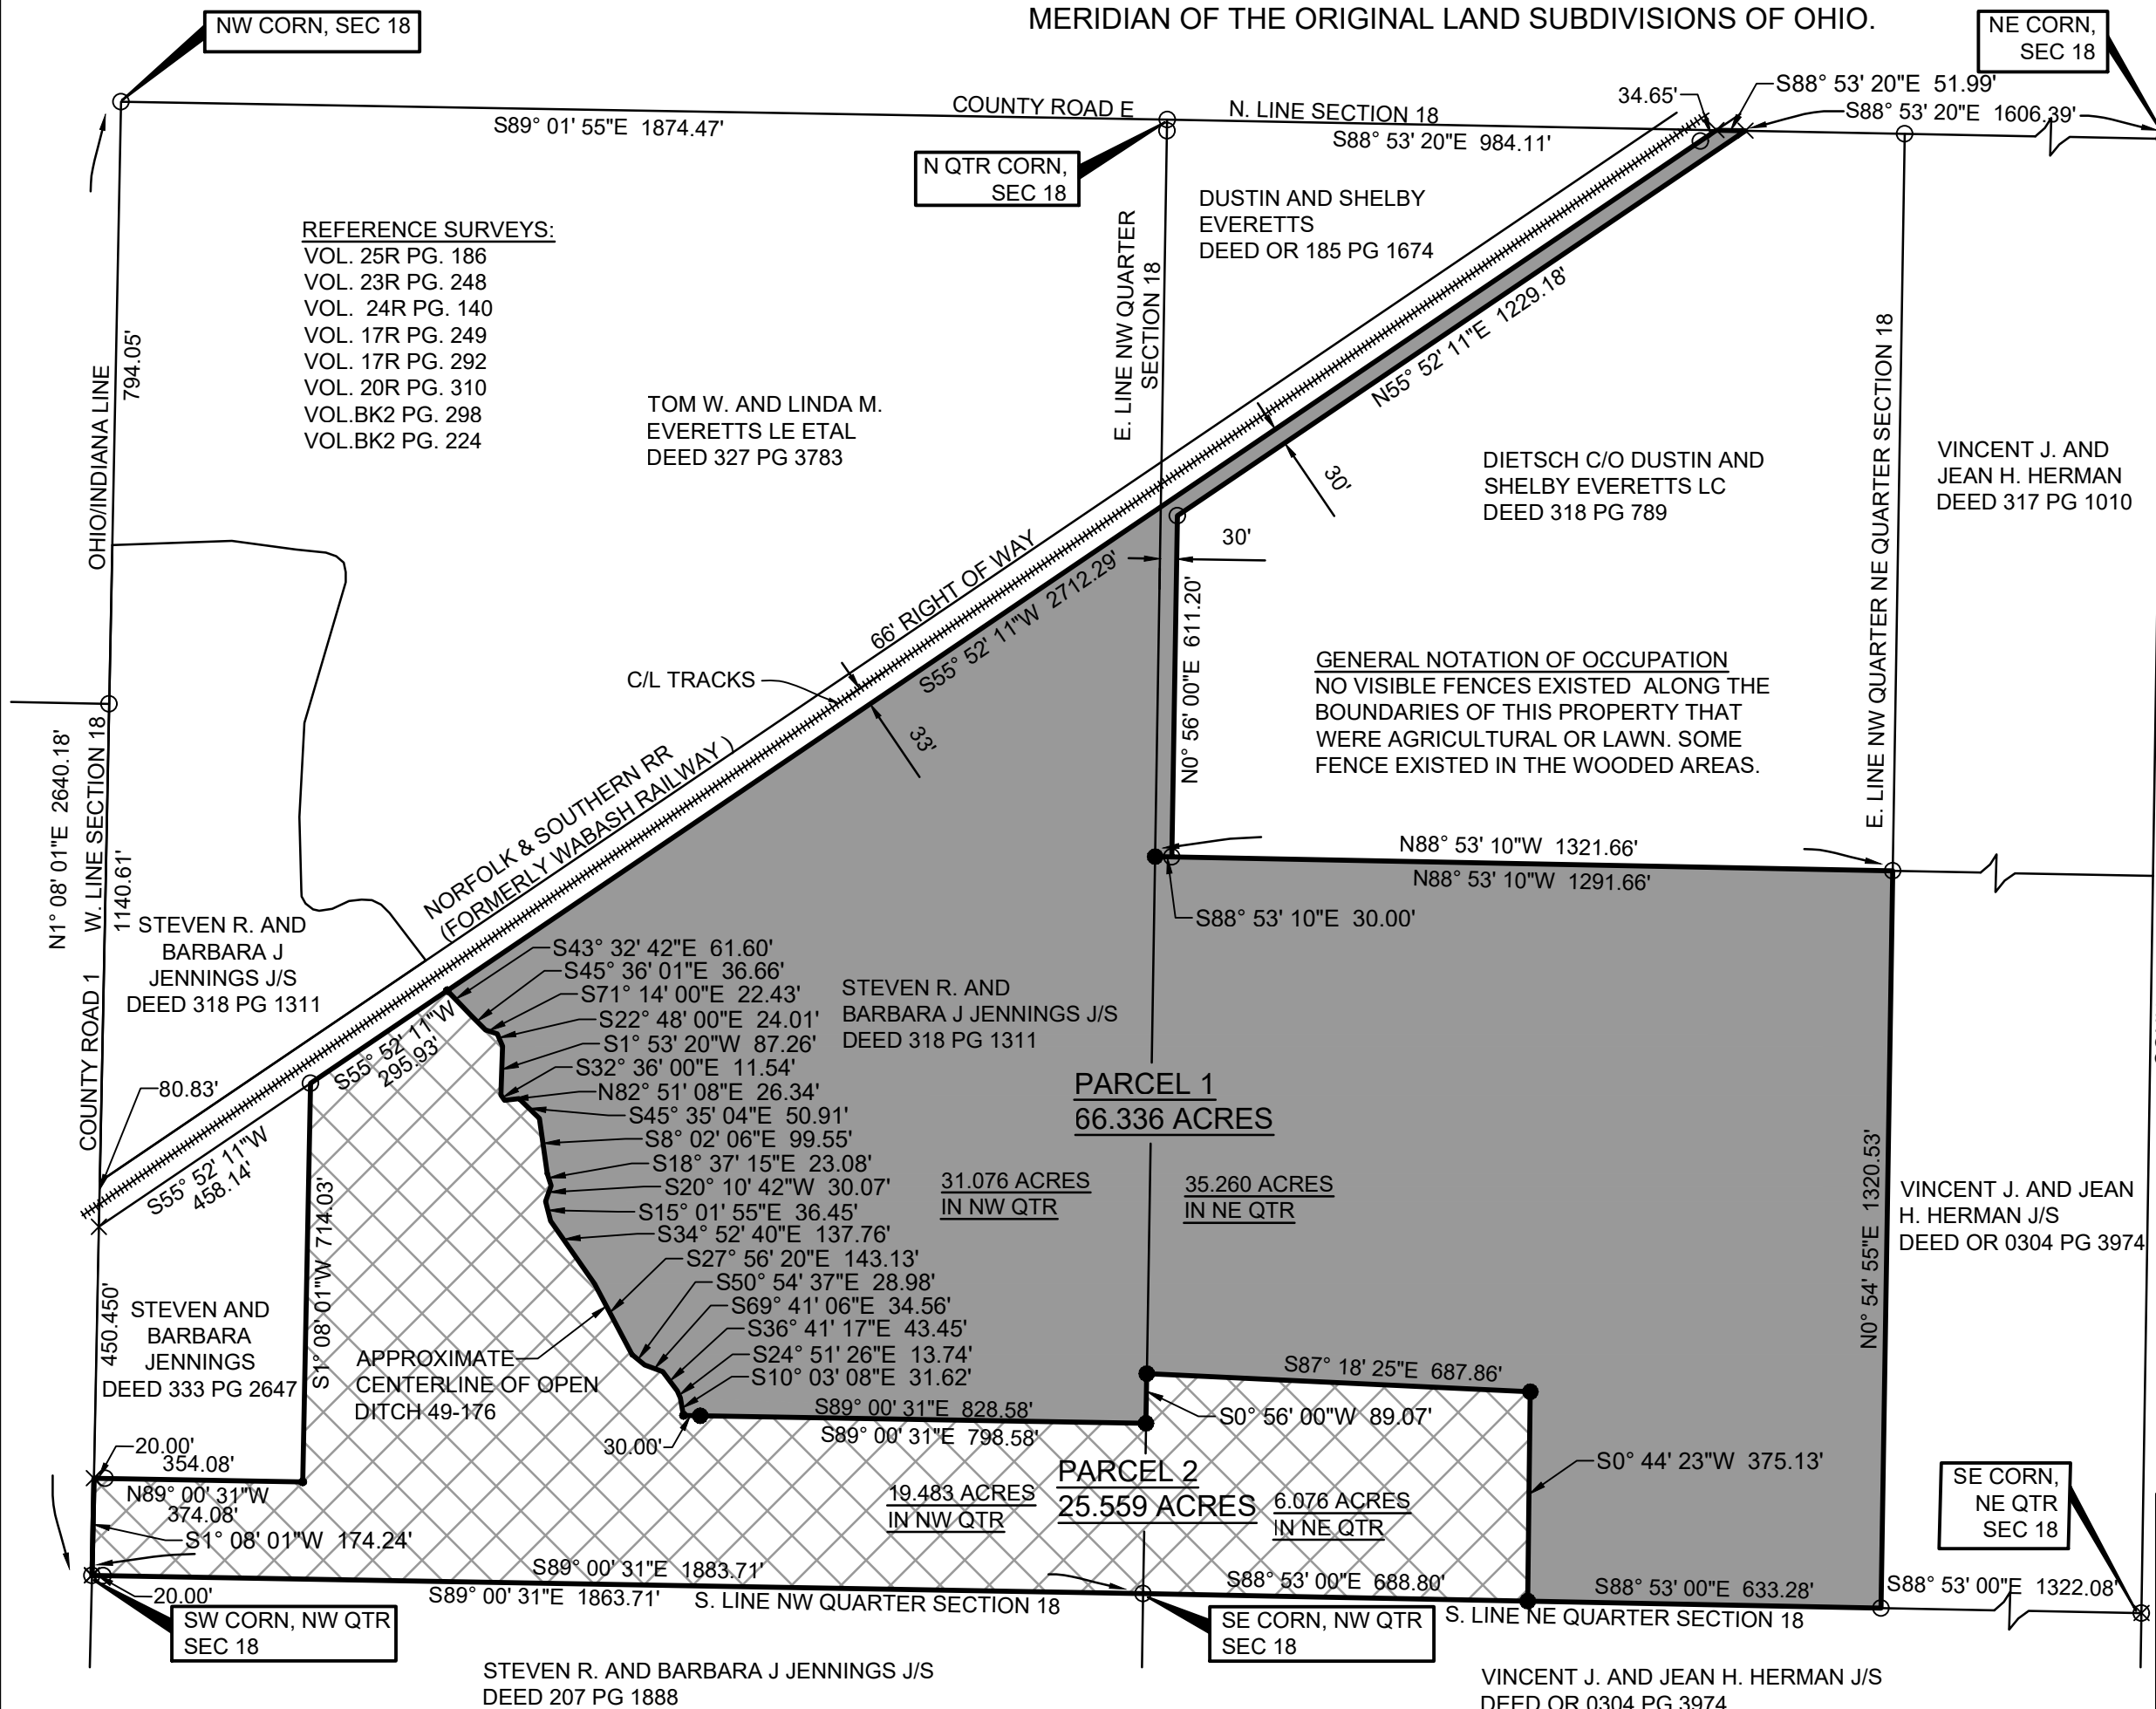 MERIDIAN OF THE ORIGINAL LAND SUBDIVISIONS OF OHIO.
NW CORN, SEC 18
NE CORN,
SEC 18
S88° 53' 20"E 51.99'
34.65'
S88° 53' 20"E 1606.39'
COUNTY ROAD E
N. LINE SECTION 18
S89° 01' 55"E 1874.47'
S88° 53' 20"E 984.11'
N QTR CORN,
SEC 18
DUSTIN AND SHELBY
EVERETTS
DEED OR 185 PG 1674
REFERENCE SURVEYS:
VOL. 25R PG. 186
VOL. 23R PG. 248
VOL. 24R PG. 140
VOL. 17R PG. 249
VOL. 17R PG. 292
VOL. 20R PG. 310
VOL.BK2 PG. 298
VOL.BK2 PG. 224
E. LINE NW QUARTER
SECTION 18
OHIO/INDIANA LINE
794.05'
TOM W. AND LINDA M.
EVERETTS LE ETAL
DEED 327 PG 3783
N55° 52' 11"E 1229.18'
30'
DIETSCH C/O DUSTIN AND
SHELBY EVERETTS LC
DEED 318 PG 789
E. LINE NW QUARTER NE QUARTER SECTION 18
VINCENT J. AND
JEAN H. HERMAN
DEED 317 PG 1010
30'
66' RIGHT OF WAY
S55° 52' 11"W 2712.29'
N0° 56' 00"E 611.20'
C/L TRACKS
33'
GENERAL NOTATION OF OCCUPATION
NO VISIBLE FENCES EXISTED ALONG THE
BOUNDARIES OF THIS PROPERTY THAT
WERE AGRICULTURAL OR LAWN. SOME
FENCE EXISTED IN THE WOODED AREAS.
N1° 08' 01"E 2640.18'
W. LINE SECTION 18
1140.61'
COUNTY ROAD 1
NORFOLK & SOUTHERN RR
(FORMERLY WABASH RAILWAY )
N88° 53' 10"W 1321.66'
N88° 53' 10"W 1291.66'
S88° 53' 10"E 30.00'
STEVEN R. AND
BARBARA J
JENNINGS J/S
DEED 318 PG 1311
S43° 32' 42"E 61.60'
S45° 36' 01"E 36.66'
S71° 14' 00"E 22.43'
S22° 48' 00"E 24.01'
S1° 53' 20"W 87.26'
S32° 36' 00"E 11.54'
N82° 51' 08"E 26.34'
S45° 35' 04"E 50.91'
S8° 02' 06"E 99.55'
S18° 37' 15"E 23.08'
S20° 10' 42"W 30.07'
S15° 01' 55"E 36.45'
S34° 52' 40"E 137.76'
S27° 56' 20"E 143.13'
S50° 54' 37"E 28.98'
S69° 41' 06"E 34.56'
S36° 41' 17"E 43.45'
S24° 51' 26"E 13.74'
S10° 03' 08"E 31.62'
STEVEN R. AND
BARBARA J JENNINGS J/S
DEED 318 PG 1311
S55° 52' 11"W
295.93'
80.83'
S55° 52' 11"W
458.14'
PARCEL 1
66.336 ACRES
31.076 ACRES
IN NW QTR
35.260 ACRES
IN NE QTR
N0° 54' 55"E 1320.53'
VINCENT J. AND JEAN
H. HERMAN J/S
DEED OR 0304 PG 3974
S1° 08' 01"W 714.03'
450.450'
STEVEN AND
BARBARA
JENNINGS
DEED 333 PG 2647
APPROXIMATE
CENTERLINE OF OPEN
DITCH 49-176
S87° 18' 25"E 687.86'
S89° 00' 31"E 828.58'
S0° 56' 00"W 89.07'
S89° 00' 31"E 798.58'
30.00'
20.00'
354.08'
N89° 00' 31"W
374.08'
S1° 08' 01"W 174.24'
PARCEL 2
25.559 ACRES
19.483 ACRES
IN NW QTR
6.076 ACRES
IN NE QTR
S0° 44' 23"W 375.13'
SE CORN,
NE QTR
SEC 18
S89° 00' 31"E 1883.71'
S88° 53' 00"E 688.80'
S88° 53' 00"E 633.28'
S88° 53' 00"E 1322.08'
20.00'
S89° 00' 31"E 1863.71'
S. LINE NW QUARTER SECTION 18
S. LINE NE QUARTER SECTION 18
SW CORN, NW QTR
SEC 18
SE CORN, NW QTR
SEC 18
STEVEN R. AND BARBARA J JENNINGS J/S
DEED 207 PG 1888
VINCENT J. AND JEAN H. HERMAN J/S
DEED OR 0304 PG 3974